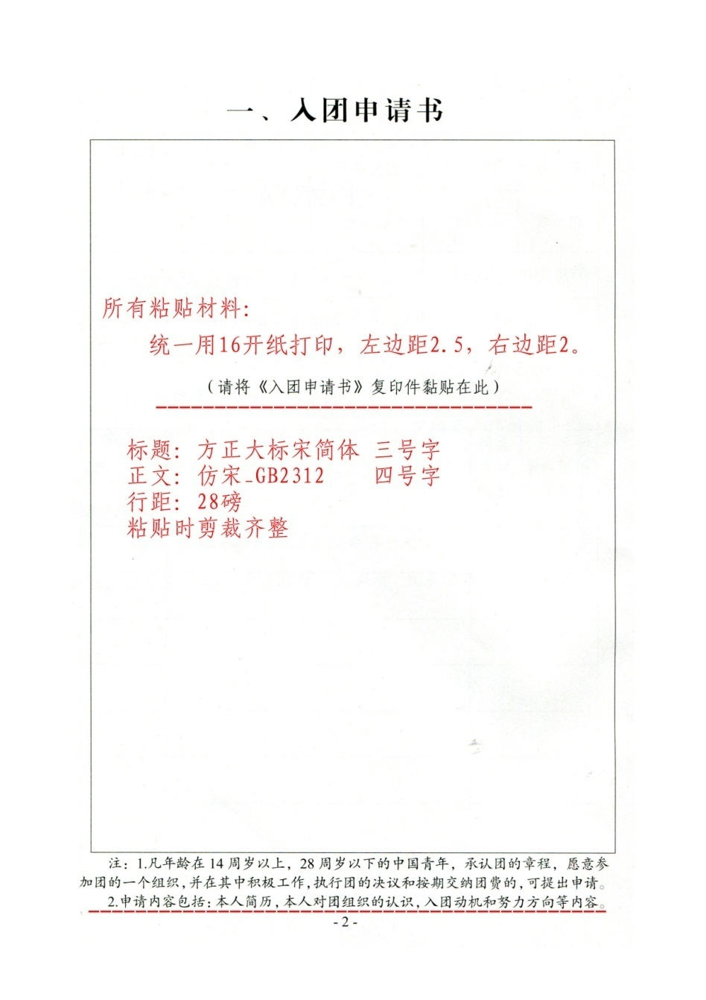 一、入团申请书
所有粘贴材料:
统一用16开纸打印，左边距2.5，右边距2。
(请将《入团申请书》复印件黏贴在此)
标题: 方正大标宋简体 三号字
正文: 仿宋_GB2312 四号字
行距: 28磅
粘贴时剪裁齐整
注：1.凡年龄在 14 周岁以上，28 周岁以下的中国青年，承认团的章程，愿意参
加团的一个组织,并在其中积极工作,执行团的决议和按期交纳团费的,可提出申请。
2.申请内容包括:本人简历,本人对团组织的认识,入团动机和努力方向等内容。
- 2 -